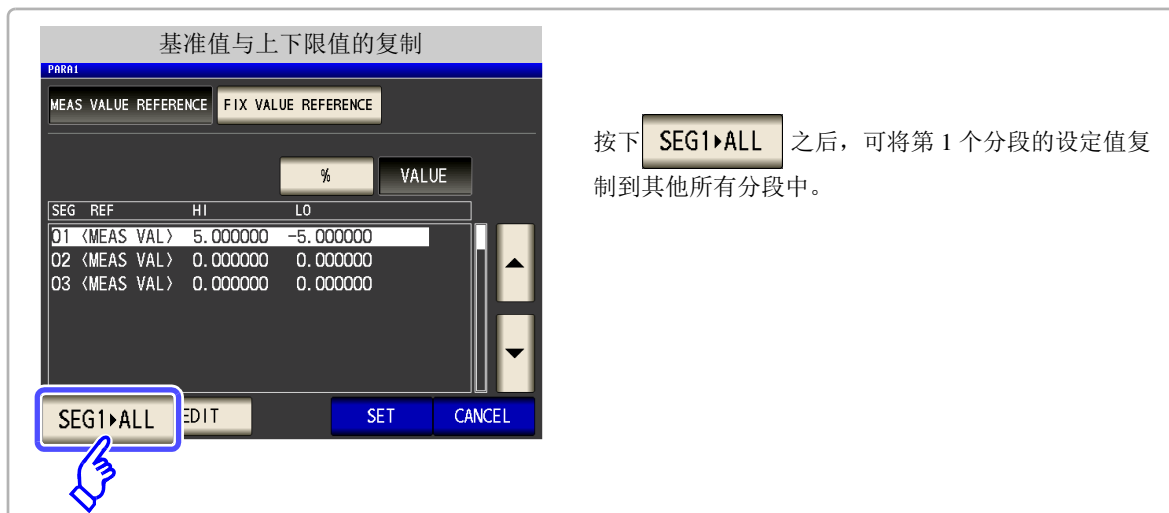 基准值与上下限值的复制
PARA1
MEAS VALUE REFERENCE FIX VALUE REFERENCE
% VALUE
SEG REF HI LO
01 〈MEAS VAL〉 5.000000 -5.000000
02 〈MEAS VAL〉 0.000000 0.000000
03 〈MEAS VAL〉 0.000000 0.000000
SEG1▸ALL EDIT SET CANCEL
按下 SEG1▸ALL 之后，可将第 1 个分段的设定值复
制到其他所有分段中。